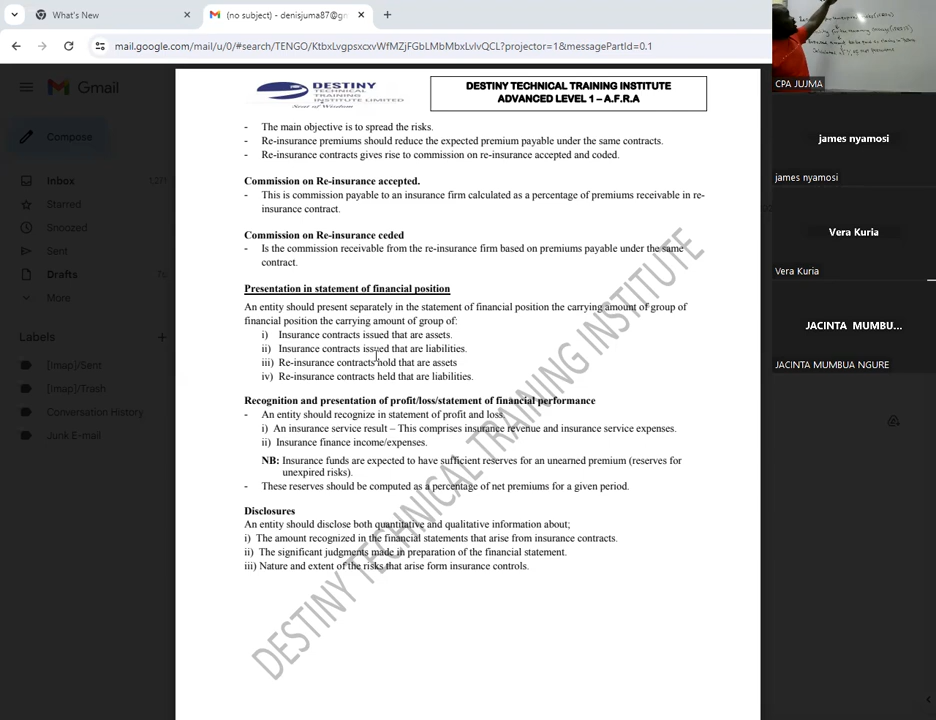 What's New
(no subject) - denisjuma87@gm
mail.google.com/mail/u/0/#search/TENGO/KtbxLvgpsxcxvWfMZjFGbLMbMbxLvlvQCL?projector=1&messagePartId=0.1
Gmail
Compose
Inbox
Starred
Snoozed
Sent
Drafts
More
Labels
[Imap]/Sent
[Imap]/Trash
Conversation History
Junk E-mail
DESTINY
TECHNICAL
TRAINING
INSTITUTE LIMITED
Seat of Wisdom
DESTINY TECHNICAL TRAINING INSTITUTE
ADVANCED LEVEL 1 – A.F.R.A
- The main objective is to spread the risks.
- Re-insurance premiums should reduce the expected premium payable under the same contracts.
- Re-insurance contracts gives rise to commission on re-insurance accepted and coded.
Commission on Re-insurance accepted.
- This is commission payable to an insurance firm calculated as a percentage of premiums receivable in re-
insurance contract.
Commission on Re-insurance ceded
- Is the commission receivable from the re-insurance firm based on premiums payable under the same
contract.
Presentation in statement of financial position
An entity should present separately in the statement of financial position the carrying amount of group of
financial position the carrying amount of group of:
i) Insurance contracts issued that are assets.
ii) Insurance contracts issued that are liabilities.
iii) Re-insurance contracts hold that are assets
iv) Re-insurance contracts held that are liabilities.
Recognition and presentation of profit/loss/statement of financial performance
- An entity should recognize in statement of profit and loss.
i) An insurance service result – This comprises insurance revenue and insurance service expenses.
ii) Insurance finance income/expenses.
NB: Insurance funds are expected to have sufficient reserves for an unearned premium (reserves for
unexpired risks).
- These reserves should be computed as a percentage of net premiums for a given period.
Disclosures
An entity should disclose both quantitative and qualitative information about;
i) The amount recognized in the financial statements that arise from insurance contracts.
ii) The significant judgments made in preparation of the financial statement.
iii) Nature and extent of the risks that arise form insurance controls.
DESTINY TECHNICAL TRAINING INSTITUTE
CPA JUJMA
james nyamosi
james nyamosi
Vera Kuria
Vera Kuria
JACINTA MUMBU...
JACINTA MUMBUA NGURE